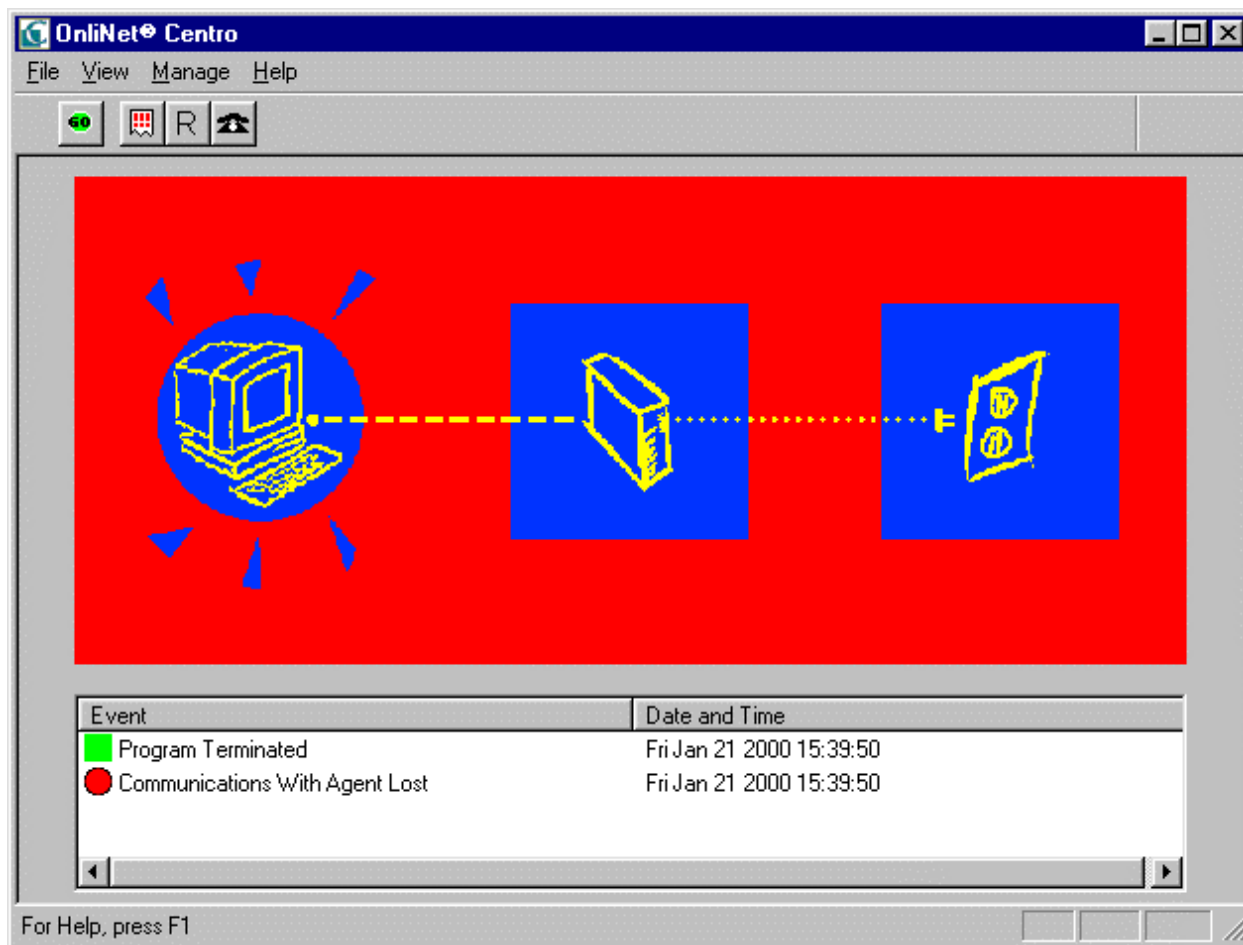 OnliNet® Centro
File View Manage Help
GO R
Event Date and Time
Program Terminated Fri Jan 21 2000 15:39:50
Communications With Agent Lost Fri Jan 21 2000 15:39:50
For Help, press F1